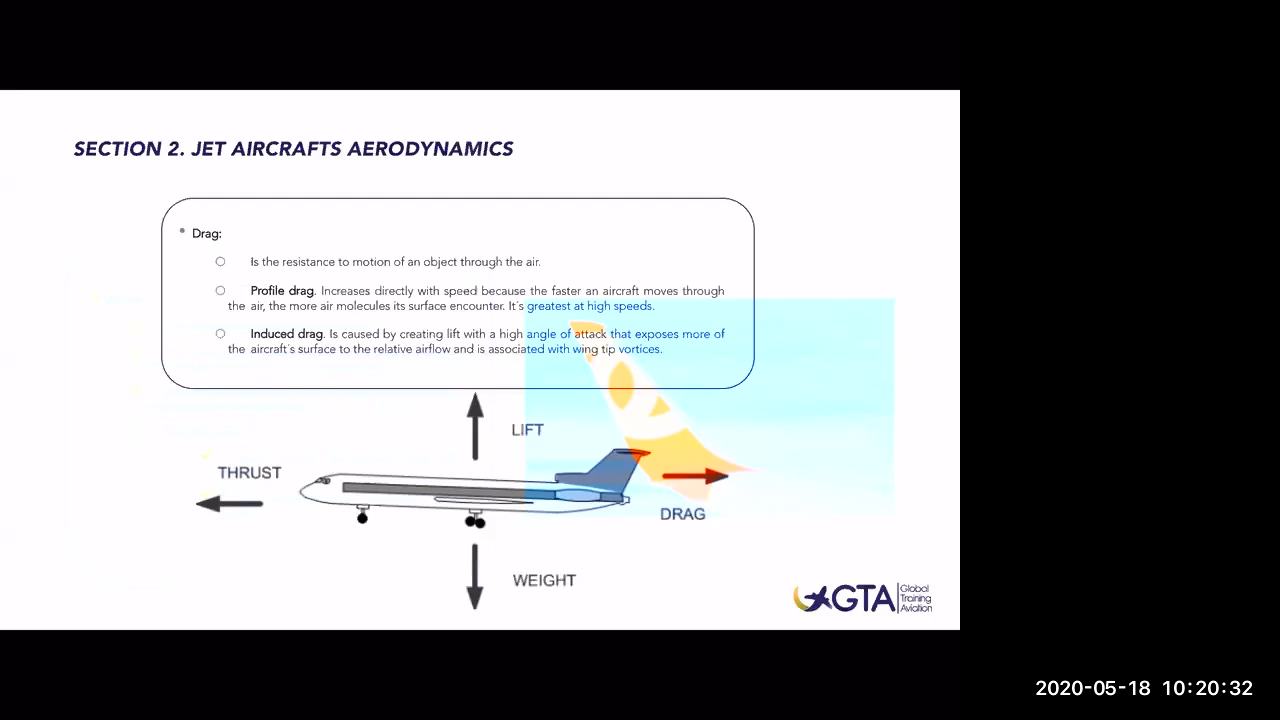 SECTION 2. JET AIRCRAFTS AERODYNAMICS
Drag:
Is the resistance to motion of an object through the air.
Profile drag. Increases directly with speed because the faster an aircraft moves through
the air, the more air molecules its surface encounter. It´s greatest at high speeds.
Induced drag. Is caused by creating lift with a high angle of attack that exposes more of
the aircraft´s surface to the relative airflow and is associated with wing tip vortices.
LIFT
THRUST
DRAG
WEIGHT
GTA
Global
Training
Aviation
2020-05-18 10:20:32